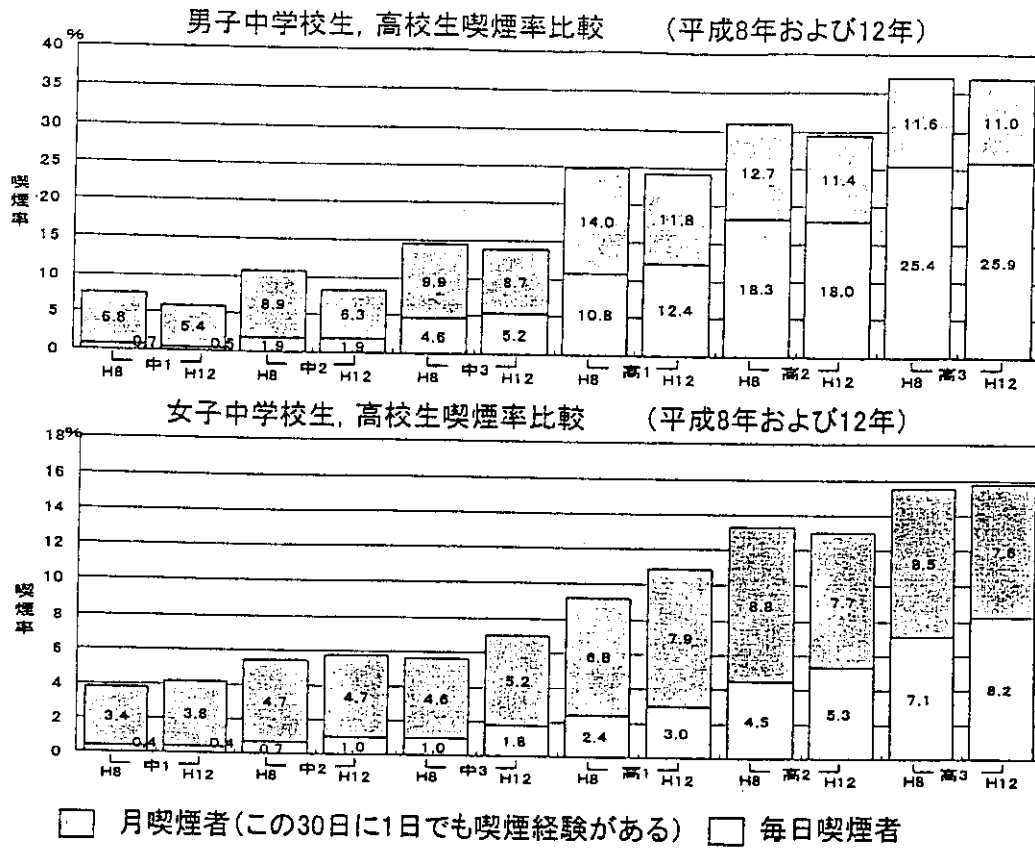 男子中学校生, 高校生喫煙率比較 (平成8年および12年)
%
40
35
30
25
20
15
10
5
0
喫煙率
6.8 5.4 8.9 6.3 9.9 8.7 14.0 11.8 12.7 11.4 11.6 11.0
0.7 0.5 1.9 1.9 4.6 5.2 10.8 12.4 18.3 18.0 25.4 25.9
H8 中1 H12 H8 中2 H12 H8 中3 H12 H8 高1 H12 H8 高2 H12 H8 高3 H12
女子中学校生, 高校生喫煙率比較 (平成8年および12年)
18%
16
14
12
10
8
6
4
2
0
喫煙率
3.4 3.8 4.7 4.7 4.6 5.2 6.8 7.9 8.8 7.7 8.5
0.4 0.4 0.7 1.0 1.0 1.8 2.4 3.0 4.5 5.3 7.1 8.2
H8 中1 H12 H8 中2 H12 H8 中3 H12 H8 高1 H12 H8 高2 H12 H8 高3 H12
月喫煙者(この30日に1日でも喫煙経験がある) 毎日喫煙者